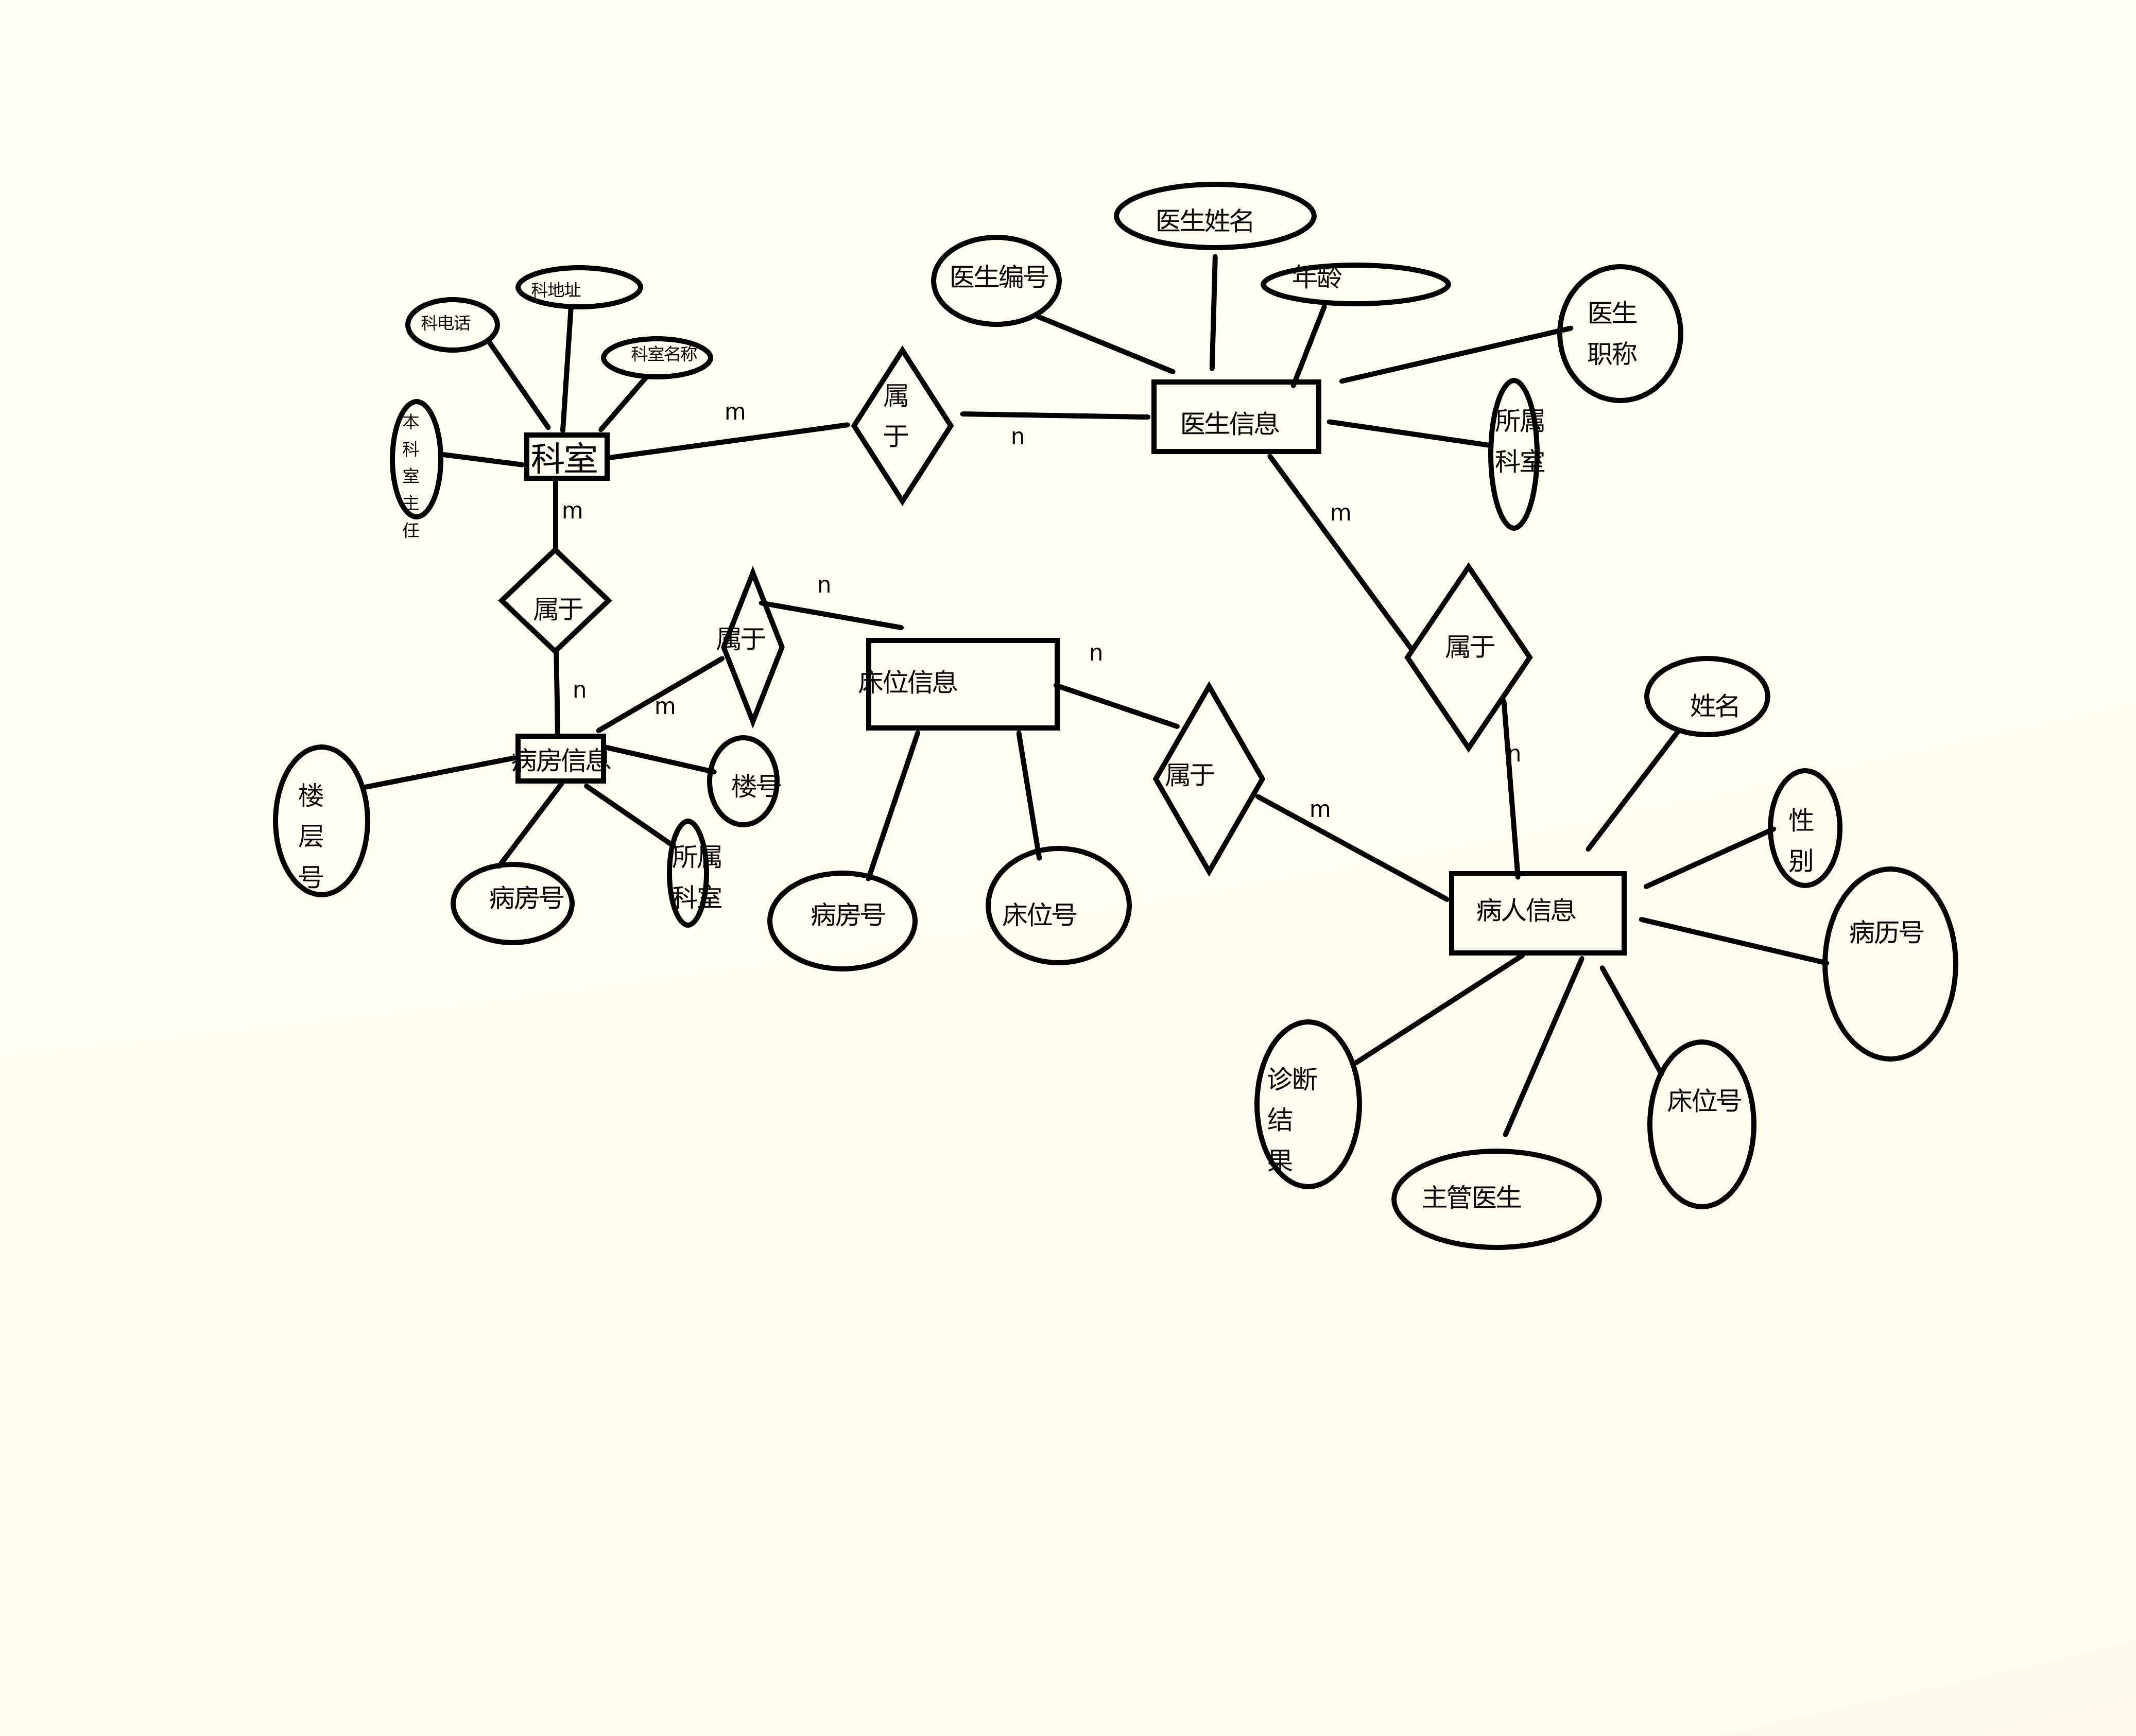 医生姓名
医生编号
年龄
科地址
科电话
科室名称
医生
职称
本
科
室
主
任
科室
m
属
于
n
医生信息
所属
科室
m
m
属于
n
属于
n
m
床位信息
n
属于
m
属于
n
病房信息
楼号
楼
层
号
病房号
所属
科室
病房号
床位号
姓名
性
别
病人信息
病历号
诊断
结
果
主管医生
床位号